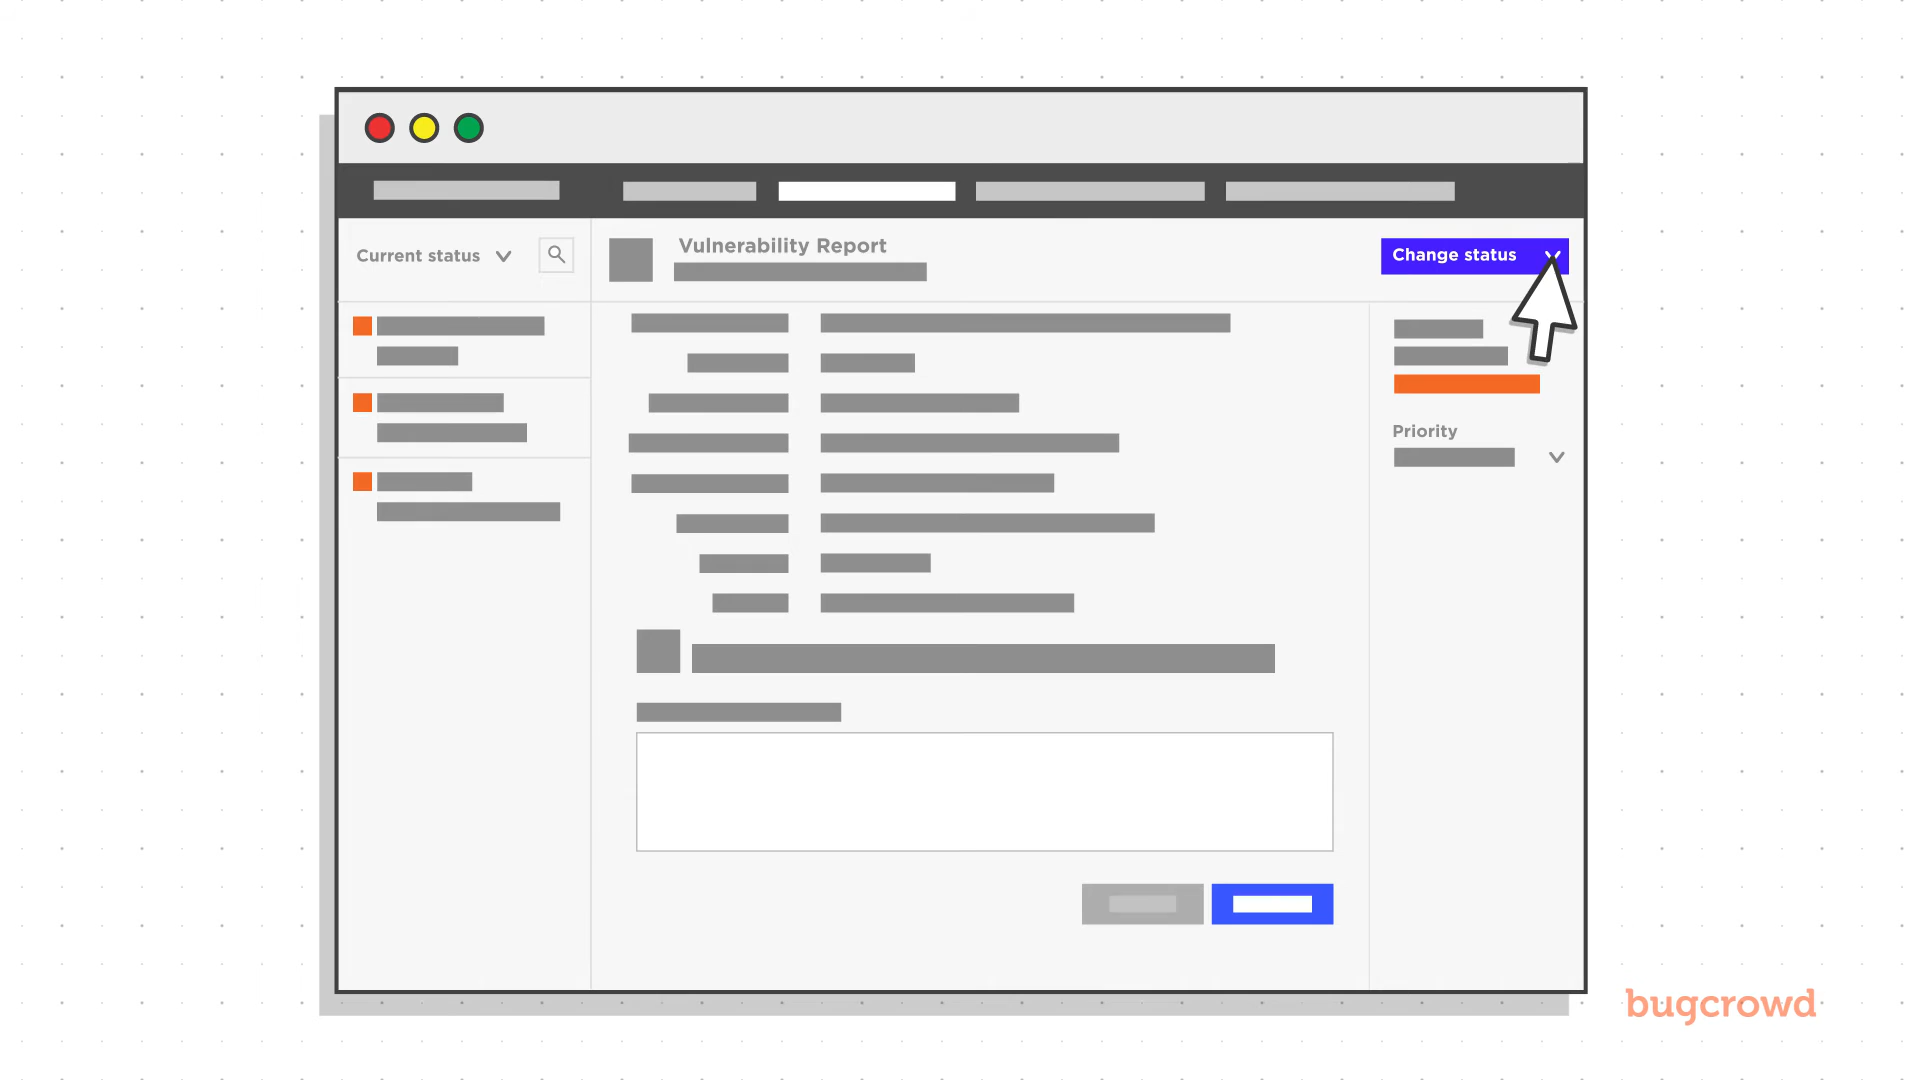 Current status
Vulnerability Report
Change status
Priority
bugcrowd